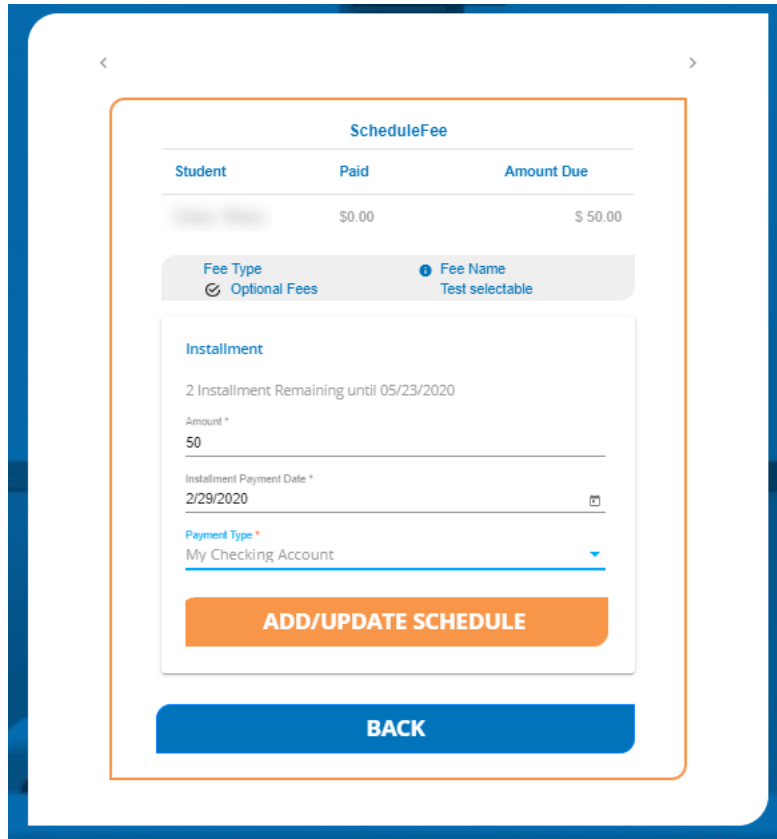 ScheduleFee
Student Paid Amount Due
$0.00 $ 50.00
Fee Type Fee Name
Optional Fees Test selectable
Installment
2 Installment Remaining until 05/23/2020
Amount *
50
Installment Payment Date *
2/29/2020
Payment Type *
My Checking Account
ADD/UPDATE SCHEDULE
BACK